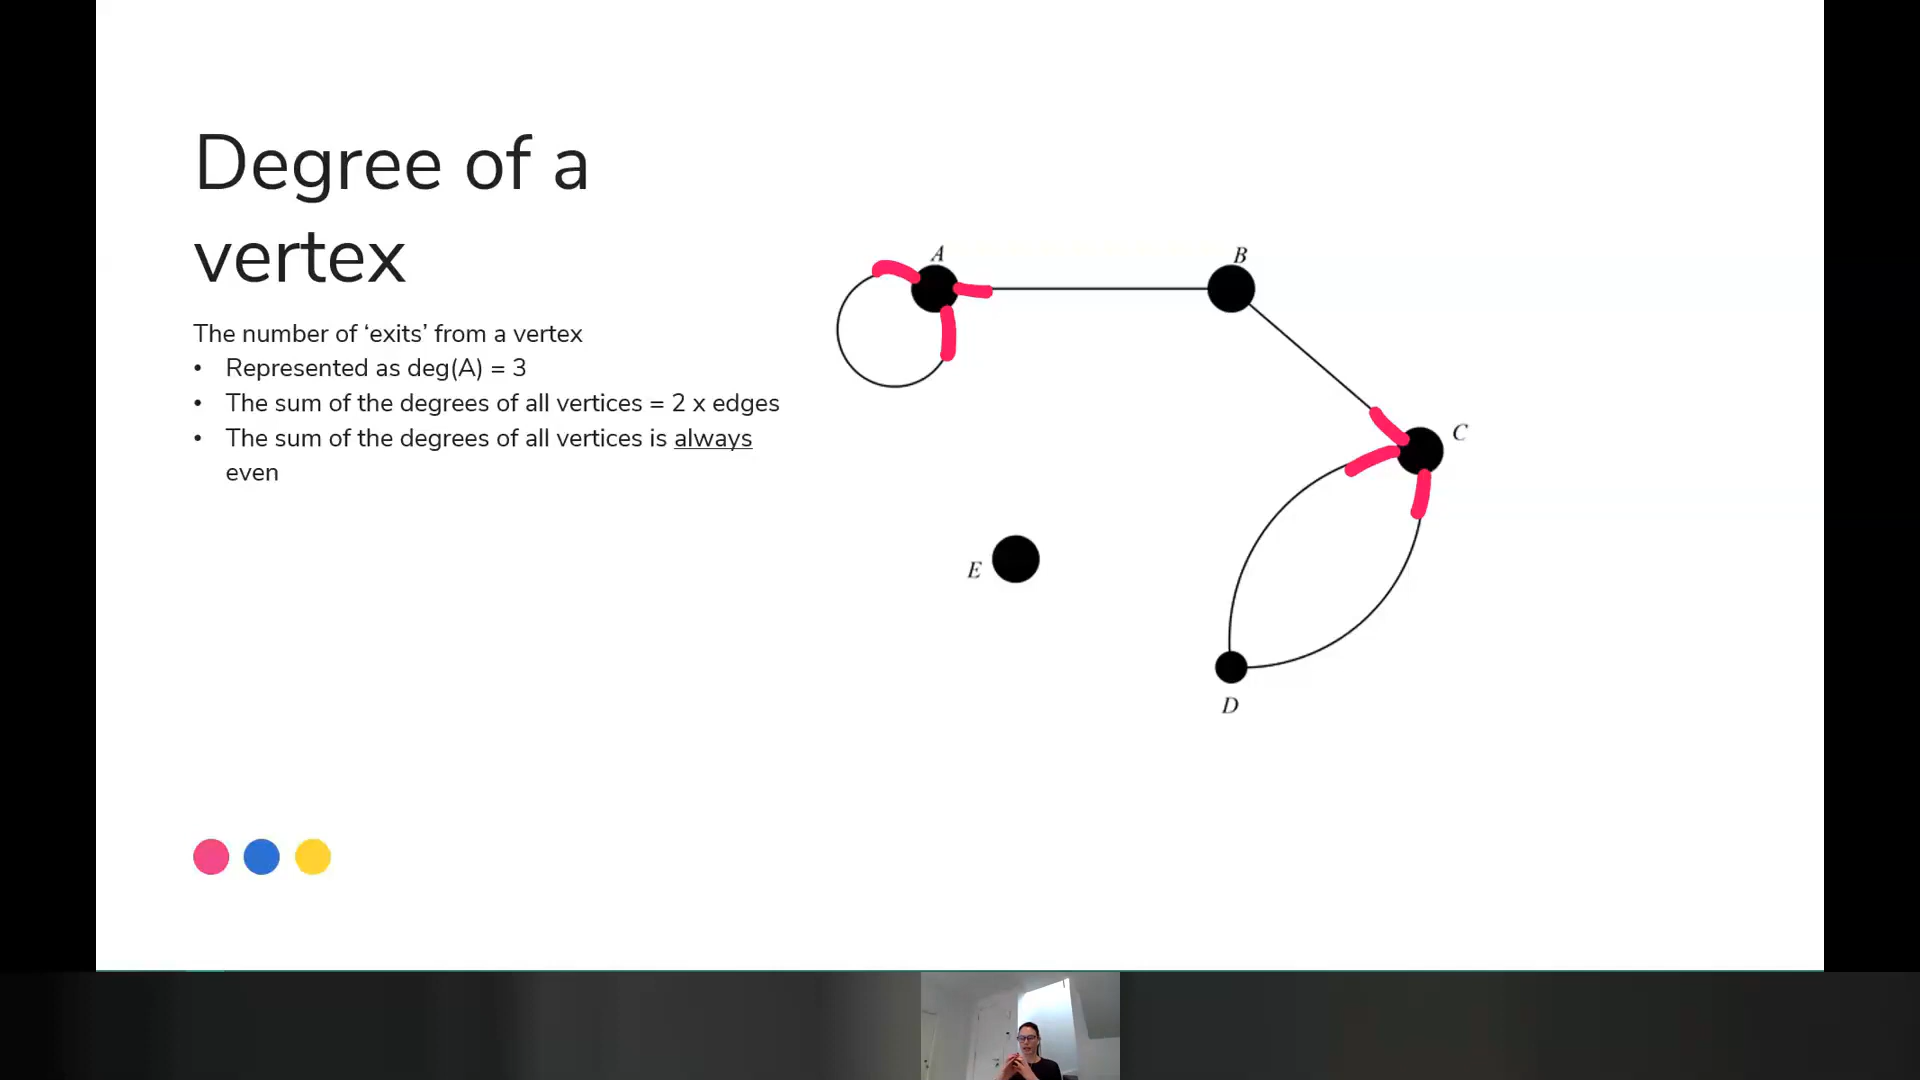 Degree of a
vertex
The number of ‘exits’ from a vertex
• Represented as deg(A) = 3
• The sum of the degrees of all vertices = 2 x edges
• The sum of the degrees of all vertices is always
even
A
B
C
E
D